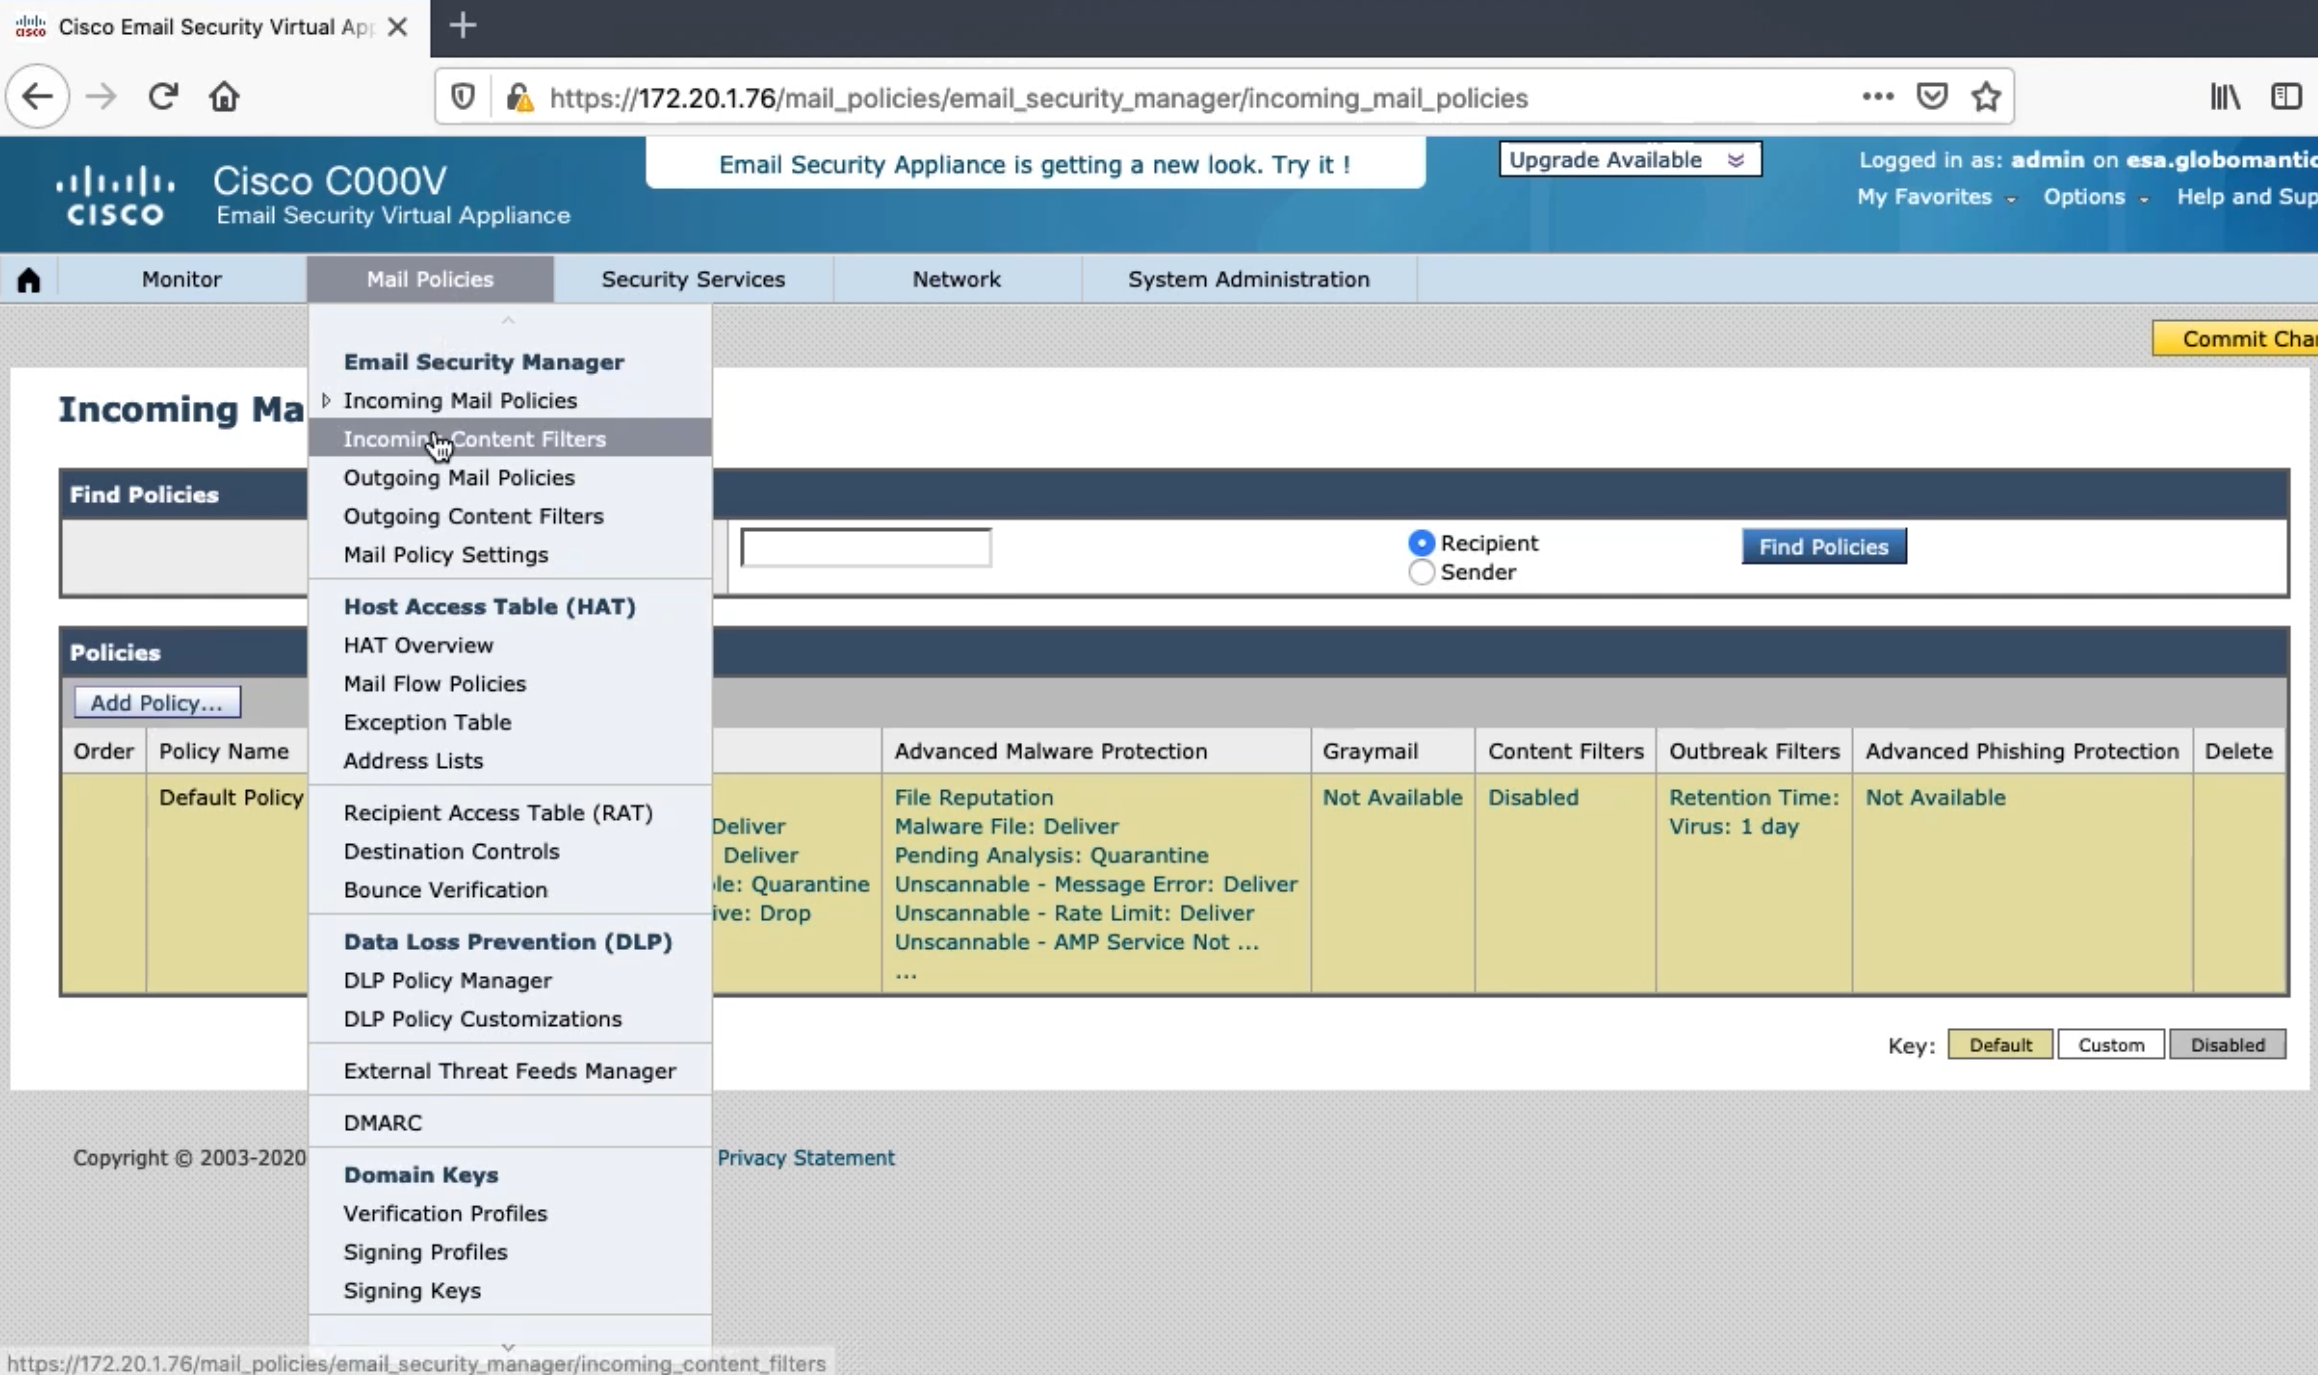 Cisco Email Security Virtual App
https://172.20.1.76/mail_policies/email_security_manager/incoming_mail_policies
CISCO
Cisco C000V
Email Security Virtual Appliance
Email Security Appliance is getting a new look. Try it !
Upgrade Available
Logged in as: admin on esa.globomantic
My Favorites
Options
Help and Sup
Monitor
Mail Policies
Security Services
Network
System Administration
Commit Cha
Incoming Ma
Email Security Manager
Incoming Mail Policies
Incoming Content Filters
Outgoing Mail Policies
Outgoing Content Filters
Mail Policy Settings
Host Access Table (HAT)
HAT Overview
Mail Flow Policies
Exception Table
Address Lists
Recipient Access Table (RAT)
Destination Controls
Bounce Verification
Data Loss Prevention (DLP)
DLP Policy Manager
DLP Policy Customizations
External Threat Feeds Manager
DMARC
Domain Keys
Verification Profiles
Signing Profiles
Signing Keys
Find Policies
Recipient
Sender
Find Policies
Policies
Add Policy...
Order
Policy Name
Advanced Malware Protection
Graymail
Content Filters
Outbreak Filters
Advanced Phishing Protection
Delete
Default Policy
Deliver
Deliver
le: Quarantine
ive: Drop
File Reputation
Malware File: Deliver
Pending Analysis: Quarantine
Unscannable - Message Error: Deliver
Unscannable - Rate Limit: Deliver
Unscannable - AMP Service Not ...
...
Not Available
Disabled
Retention Time:
Virus: 1 day
Not Available
Key:
Default
Custom
Disabled
Copyright © 2003-2020
Privacy Statement
https://172.20.1.76/mail_policies/email_security_manager/incoming_content_filters